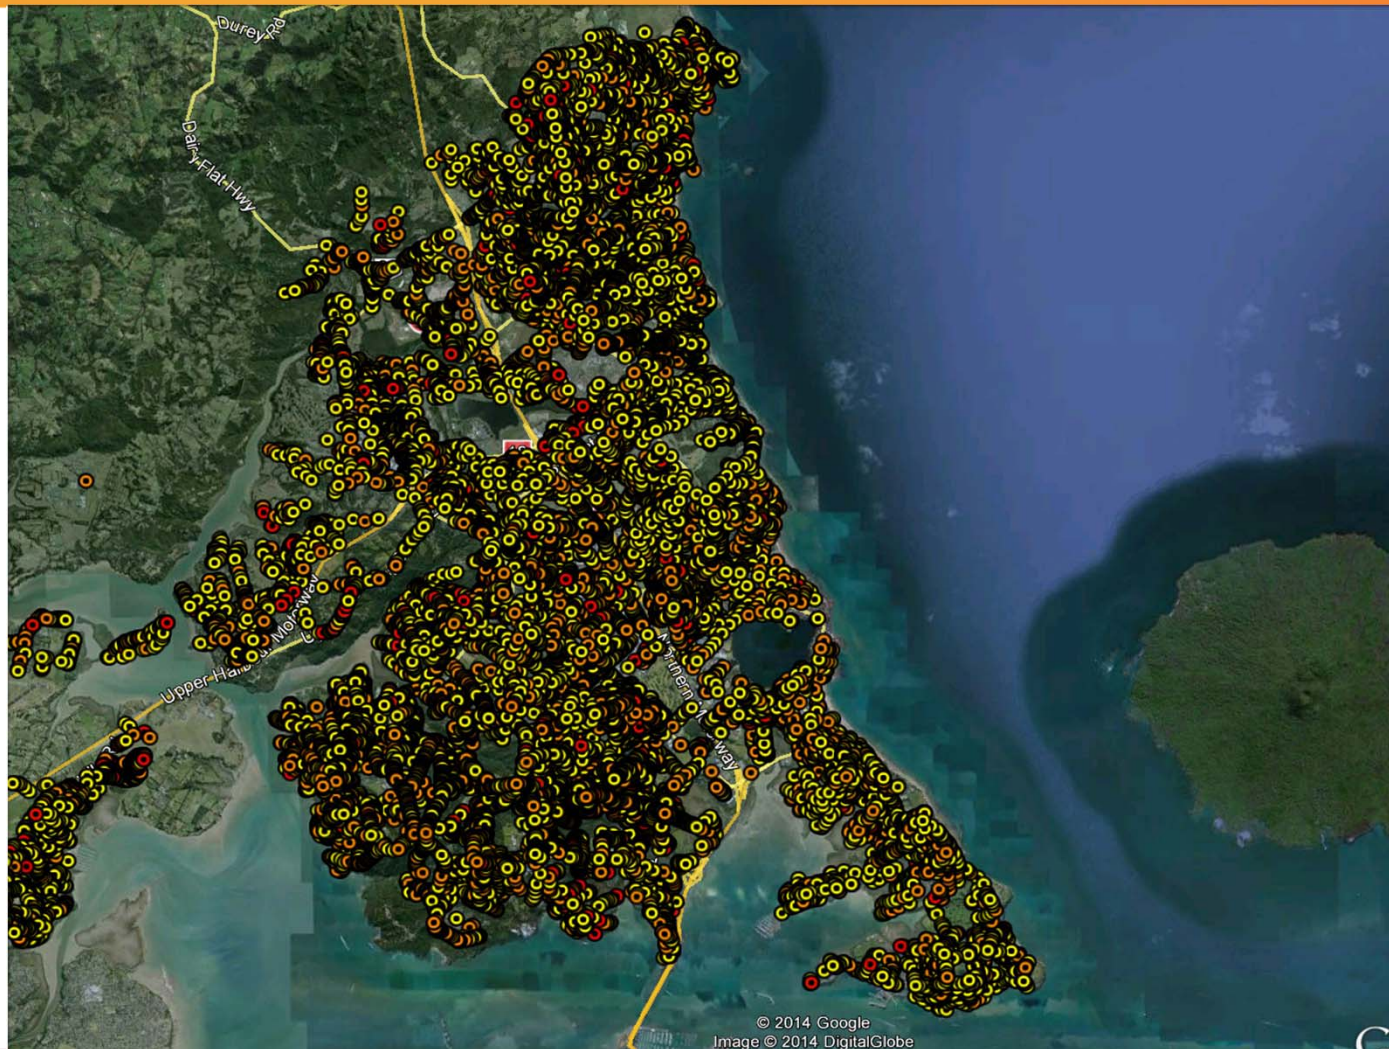 Durey Rd
Dairy Flat Hwy
Upper Harbour Motorway
Northern Motorway
© 2014 Google
Image © 2014 DigitalGlobe